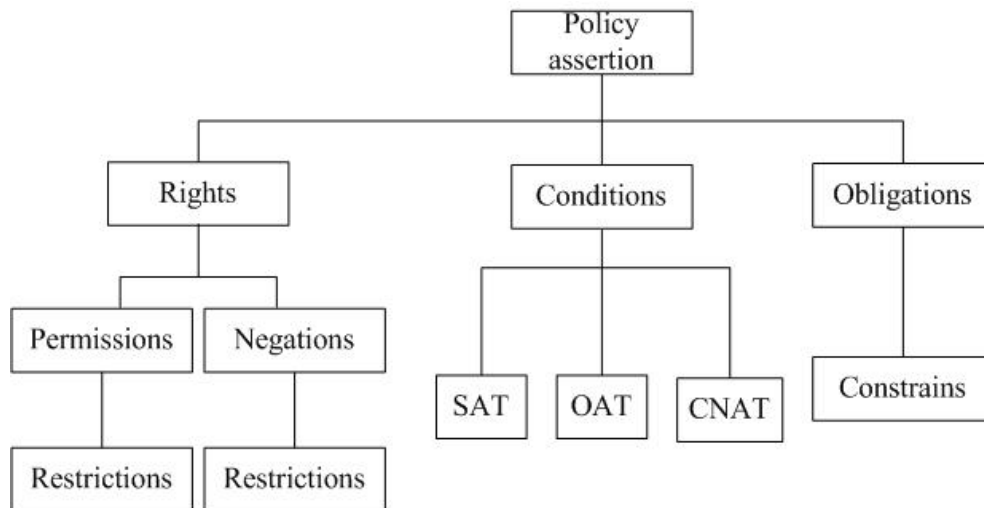 Policy
assertion
Rights
Conditions
Obligations
Permissions
Negations
SAT
OAT
CNAT
Constrains
Restrictions
Restrictions